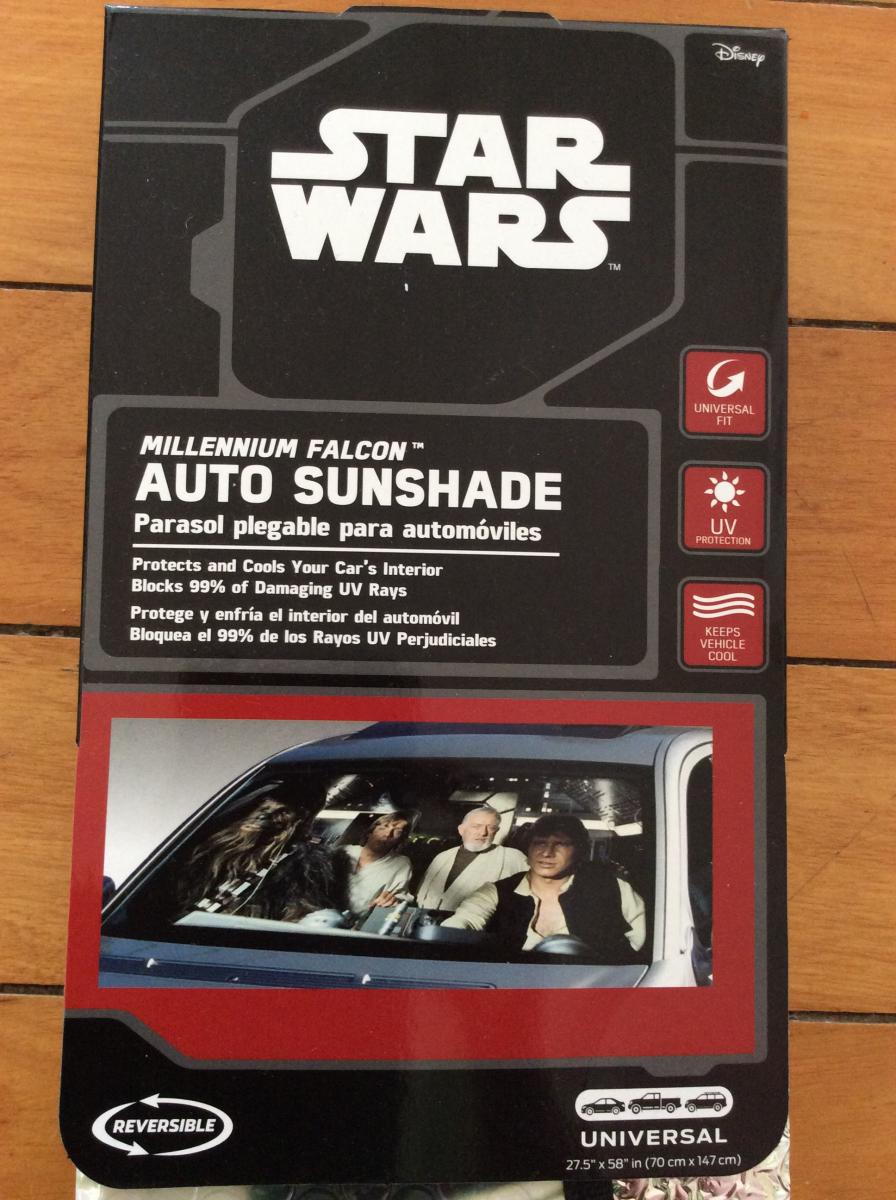 Disney
STAR
WARS
TM
UNIVERSAL
FIT
MILLENNIUM FALCON™
AUTO SUNSHADE
Parasol plegable para automóviles
UV
PROTECTION
Protects and Cools Your Car's Interior
Blocks 99% of Damaging UV Rays
Protege y enfría el interior del automóvil
Bloquea el 99% de los Rayos UV Perjudiciales
KEEPS
VEHICLE
COOL
REVERSIBLE
UNIVERSAL
27.5" x 58" in (70 cm x 147 cm)